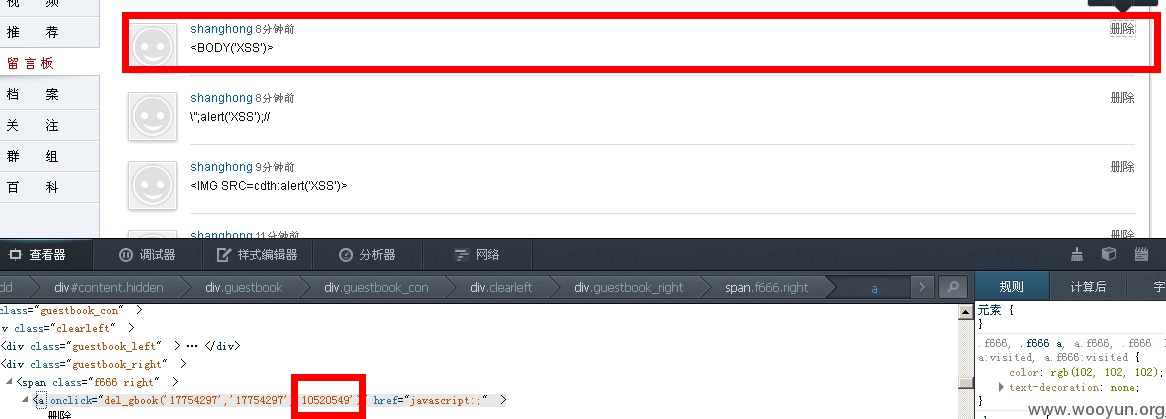 视 频
推 荐
留言板
档 案
关 注
群 组
百 科
shanghong 8分钟前
删除
<BODY('XSS')>
shanghong 8分钟前
删除
\";alert('XSS');//
shanghong 9分钟前
删除
<IMG SRC=cdth:alert('XSS')>
shanghong 11分钟前
删除
查看器
调试器
样式编辑器
分析器
网络
dd
div#content.hidden
div.guestbook
div.guestbook_con
div.clearleft
div.guestbook_right
span.f666.right
a
规则
计算后
字
class="guestbook_con" >
v class="clearleft" >
<div class="guestbook_left" > ··· </div>
<div class="guestbook_right" >
<span class="f666 right" >
<a onclick="del_gbook('17754297','17754297','10520549')" href="javascript:;" >
删除
元素 {
}
.f666, .f666 a, a.f666, .f666
a:visited, a.f666:visited {
color: rgb(102, 102, 102);
text-decoration: none;
www.wooyun.org